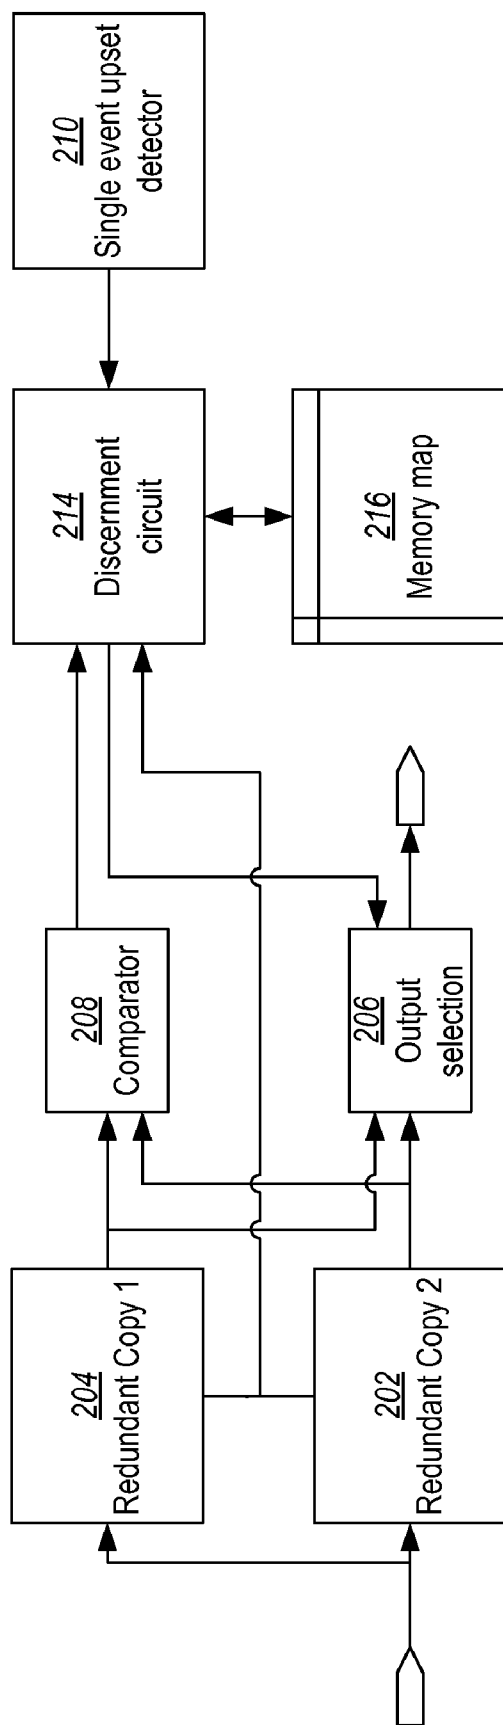 204
Redundant Copy 1
208
Comparator
214
Discernment
circuit
210
Single event upset
detector
202
Redundant Copy 2
206
Output
selection
216
Memory map